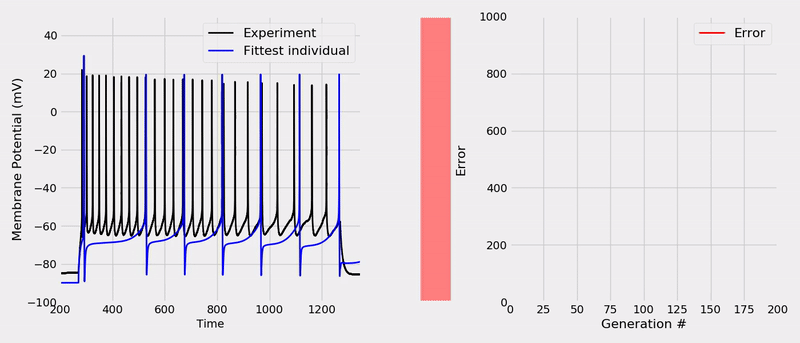 Experiment
Fittest individual
Membrane Potential (mV)
40
20
0
−20
−40
−60
−80
−100
200 400 600 800 1000 1200
Time
Error
Error
1000
800
600
400
200
0
0 25 50 75 100 125 150 175 200
Generation #